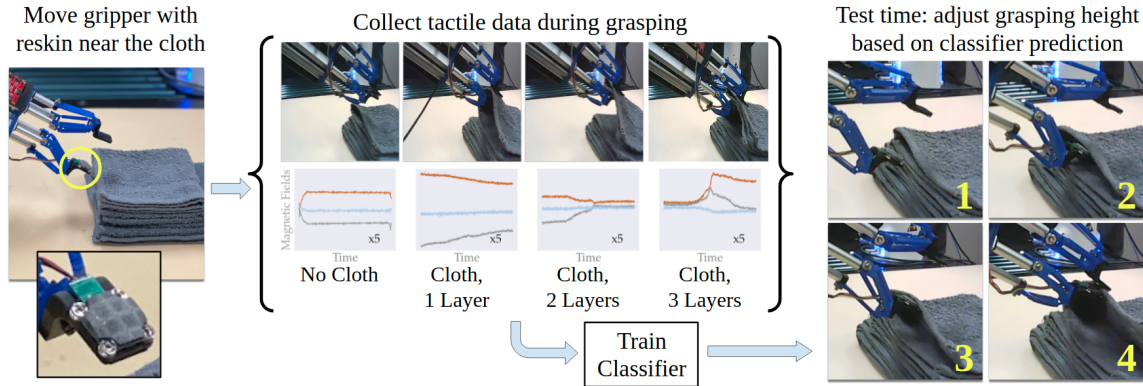 Move gripper with
reskin near the cloth
Collect tactile data during grasping
Magnetic Fields
x5
x5
x5
Time
Time
Time
Time
No Cloth
Cloth,
1 Layer
Cloth,
2 Layers
Cloth,
3 Layers
Train
Classifier
Test time: adjust grasping height
based on classifier prediction
1
2
3
4